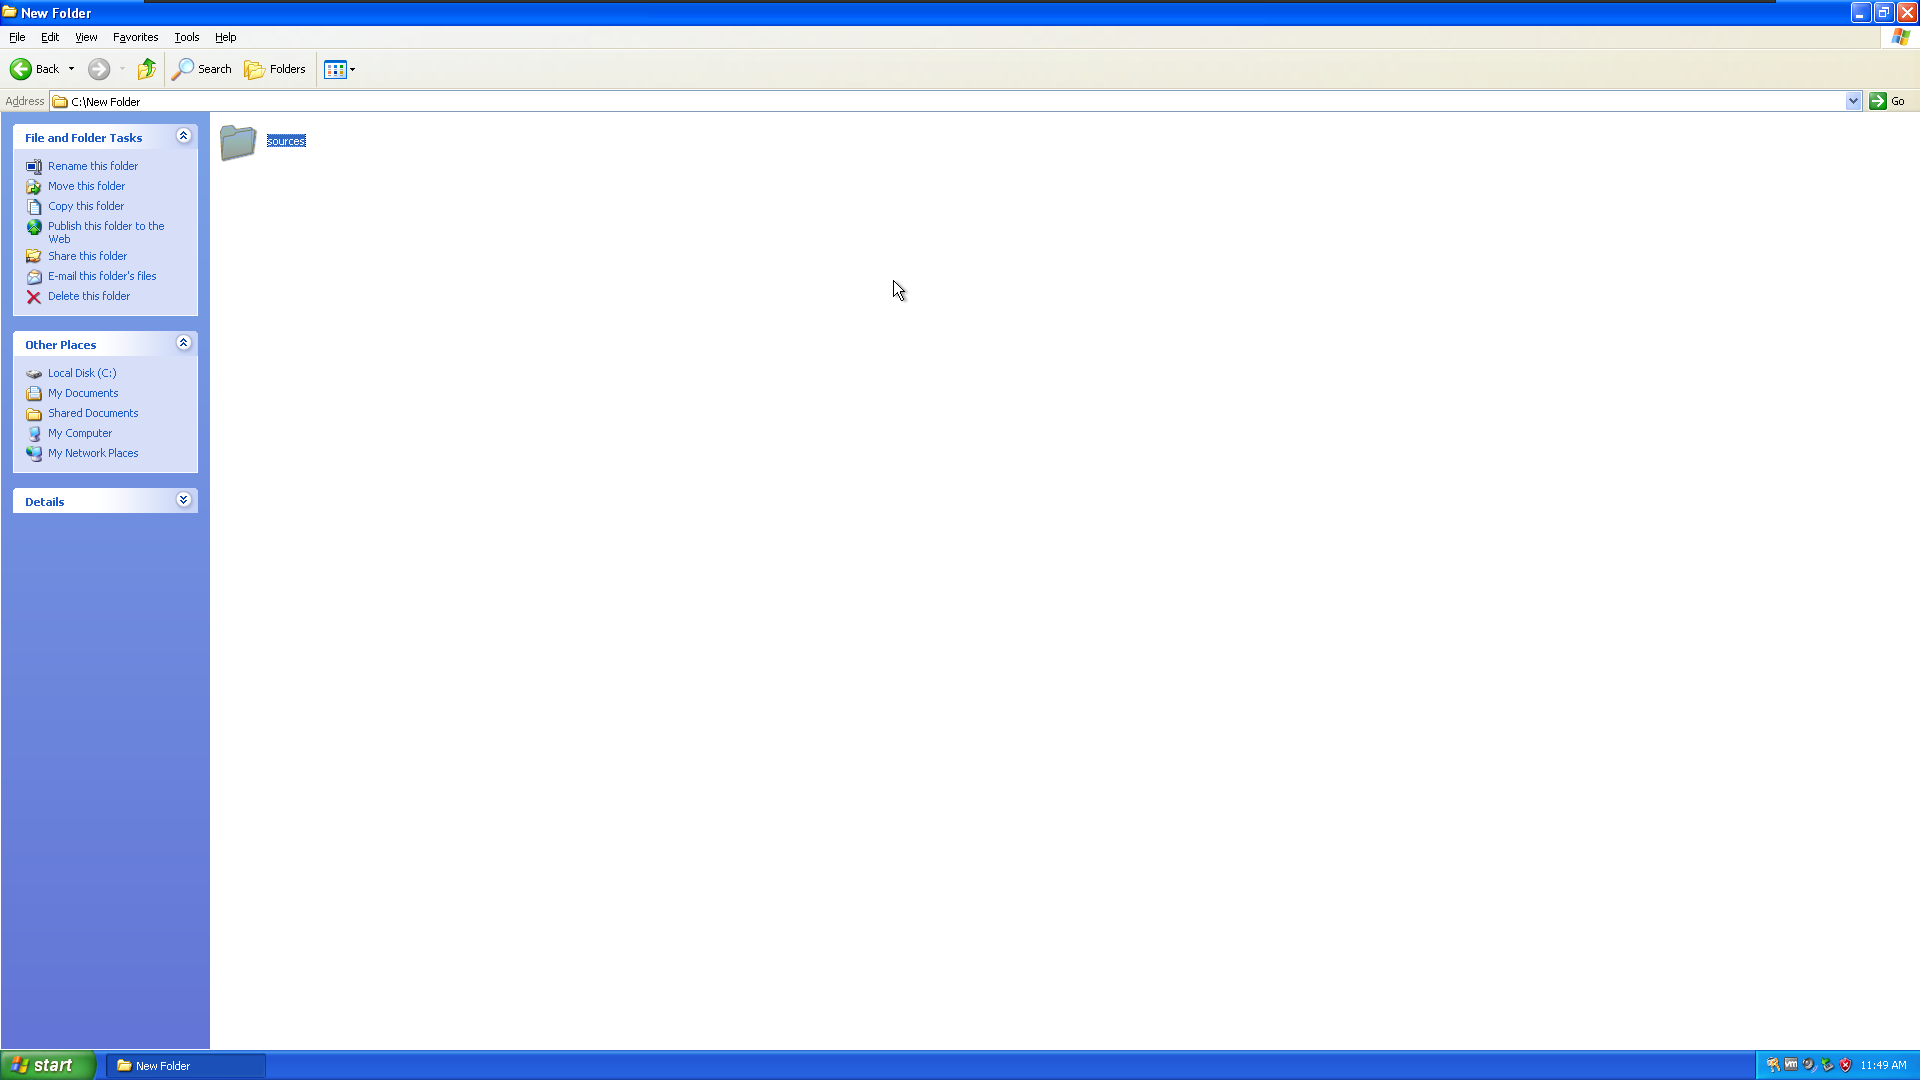 New Folder
File Edit View Favorites Tools Help
Back Search Folders
Address C:\New Folder Go
File and Folder Tasks
Rename this folder
Move this folder
Copy this folder
Publish this folder to the
Web
Share this folder
E-mail this folder's files
Delete this folder
Other Places
Local Disk (C:)
My Documents
Shared Documents
My Computer
My Network Places
Details
sources
start New Folder vm 11:49 AM